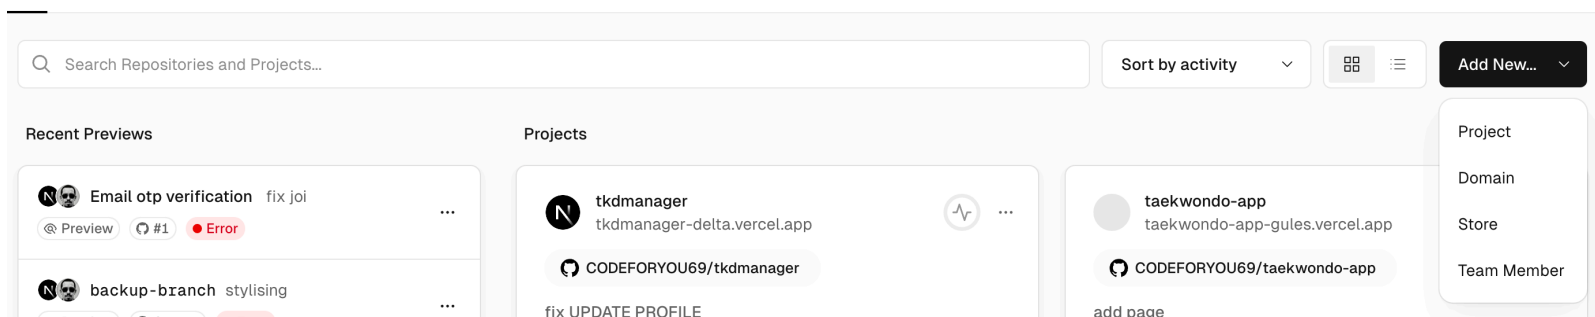 Search Repositories and Projects...
Sort by activity
Add New...
Project
Domain
Store
Team Member
Recent Previews
Email otp verification fix joi
Preview #1 Error
backup-branch stylising
Projects
tkdmanager
tkdmanager-delta.vercel.app
CODEFORYOU69/tkdmanager
fix UPDATE PROFILE
taekwondo-app
taekwondo-app-gules.vercel.app
CODEFORYOU69/taekwondo-app
add page